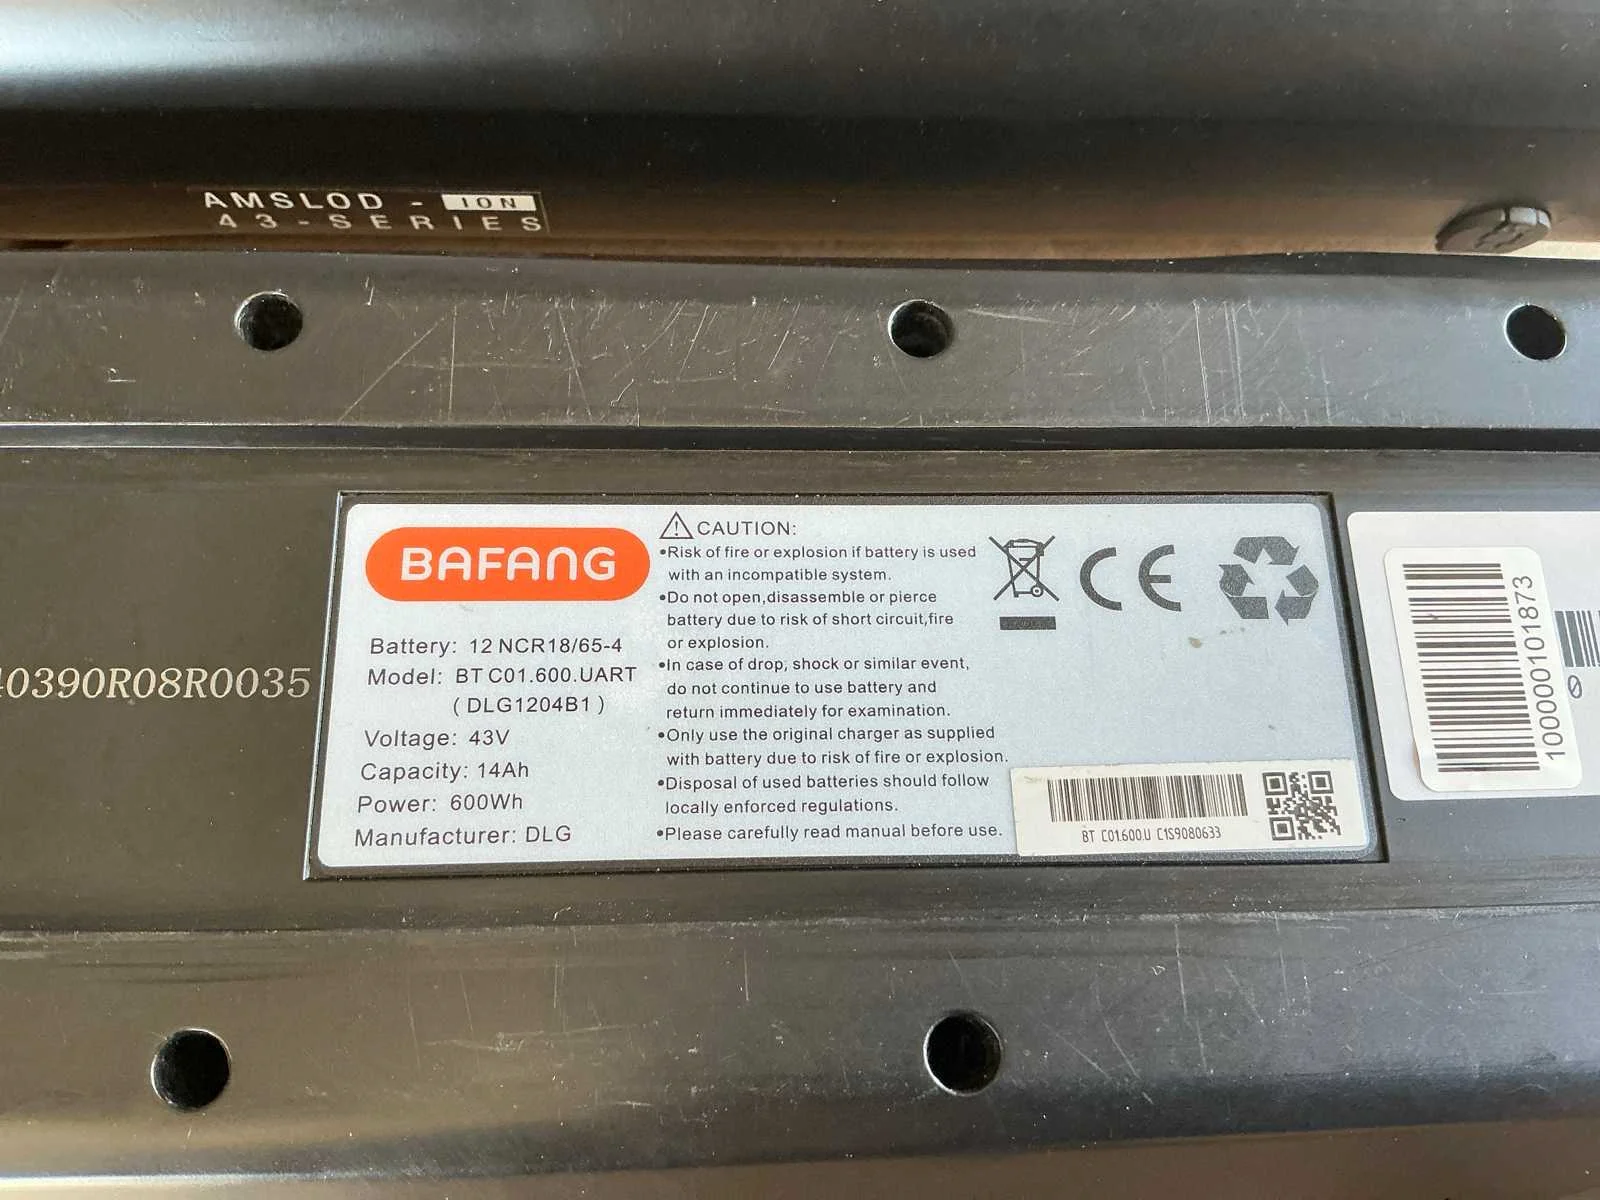 AMSLOD - ION
43-SERIES
40390R08R0035
BAFANG
Battery: 12 NCR18/65-4
Model: BT C01.600.UART
( DLG1204B1 )
Voltage: 43V
Capacity: 14Ah
Power: 600Wh
Manufacturer: DLG
CAUTION:
•Risk of fire or explosion if battery is used
with an incompatible system.
•Do not open,disassemble or pierce
battery due to risk of short circuit,fire
or explosion.
•In case of drop, shock or similar event,
do not continue to use battery and
return immediately for examination.
•Only use the original charger as supplied
with battery due to risk of fire or explosion.
•Disposal of used batteries should follow
locally enforced regulations.
•Please carefully read manual before use.
CE
BT C01.600.U C1S9080633
100000101873
0